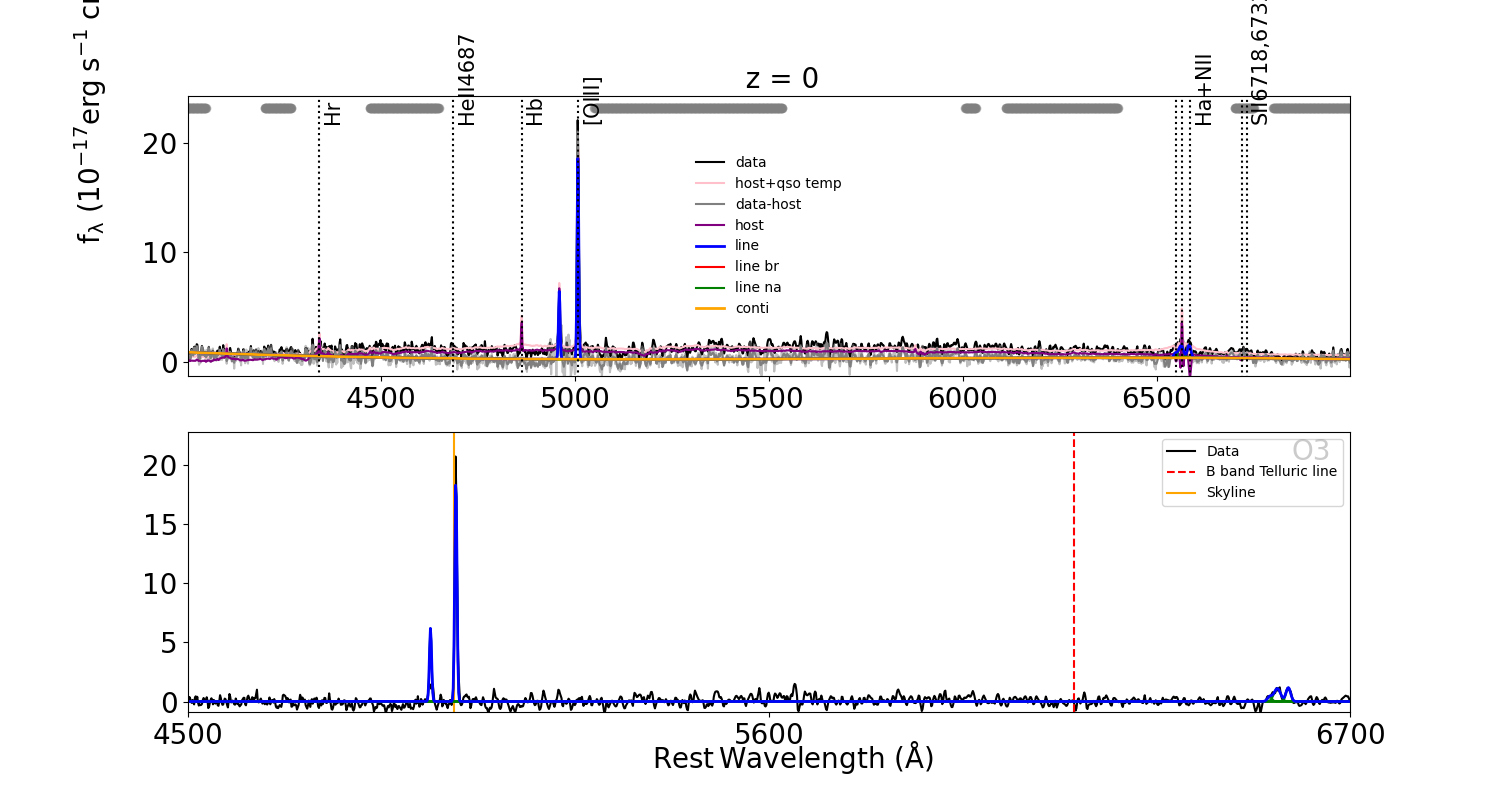 z = 0
f_λ (10^−17 erg s^−1
Hr
HeII4687
Hb
[OIII]
Ha+NII
SII6718,673
20
10
0
data
host+qso temp
data-host
host
line
line br
line na
conti
4500 5000 5500 6000 6500
20
15
10
5
0
O3
Data
B band Telluric line
Skyline
4500 5600 6700
Rest Wavelength (Å)